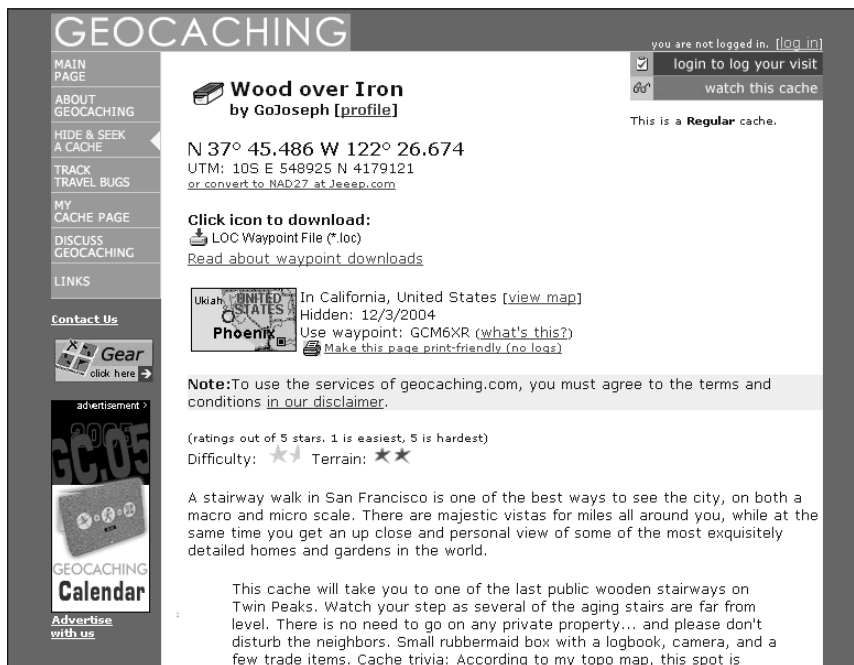 GEOCACHING
you are not logged in. [log in]
MAIN
PAGE
ABOUT
GEOCACHING
HIDE & SEEK
A CACHE
TRACK
TRAVEL BUGS
MY
CACHE PAGE
DISCUSS
GEOCACHING
LINKS
Contact Us
Gear
click here
advertisement >
2005
GC.05
GEOCACHING
Calendar
Advertise
with us
login to log your visit
watch this cache
This is a Regular cache.
Wood over Iron
by GoJoseph [profile]
N 37° 45.486 W 122° 26.674
UTM: 10S E 548925 N 4179121
or convert to NAD27 at Jeeep.com
Click icon to download:
LOC Waypoint File (*.loc)
Read about waypoint downloads
Ukiah UNITED
STATES
Phoenix
In California, United States [view map]
Hidden: 12/3/2004
Use waypoint: GCM6XR (what's this?)
Make this page print-friendly (no logs)
Note:To use the services of geocaching.com, you must agree to the terms and
conditions in our disclaimer.
(ratings out of 5 stars. 1 is easiest, 5 is hardest)
Difficulty: Terrain:
A stairway walk in San Francisco is one of the best ways to see the city, on both a
macro and micro scale. There are majestic vistas for miles all around you, while at the
same time you get an up close and personal view of some of the most exquisitely
detailed homes and gardens in the world.
This cache will take you to one of the last public wooden stairways on
Twin Peaks. Watch your step as several of the aging stairs are far from
level. There is no need to go on any private property... and please don't
disturb the neighbors. Small rubbermaid box with a logbook, camera, and a
few trade items. Cache trivia: According to my topo map, this spot is